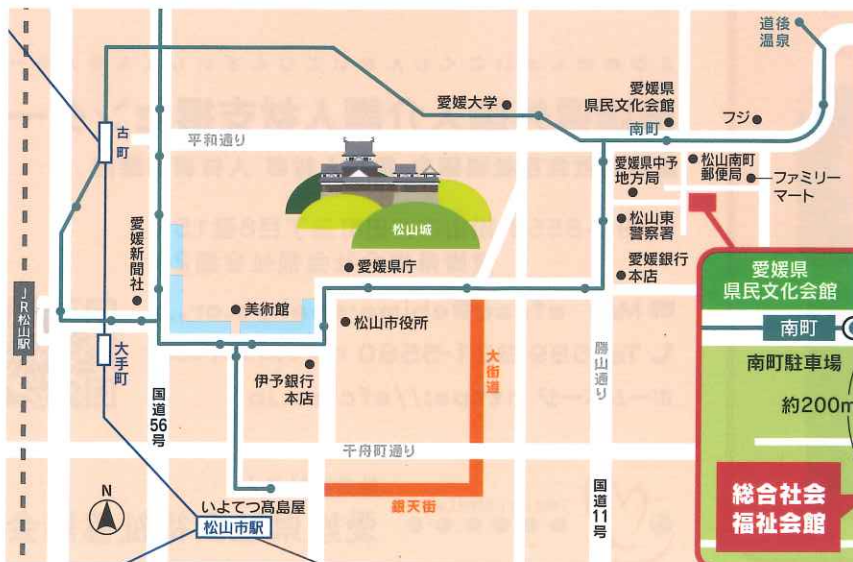 道後
温泉
愛媛大学
愛媛県
県民文化会館
南町
フジ
古町
平和通り
愛媛県中予
地方局
松山南町
郵便局
ファミリー
マート
松山城
松山東
警察署
愛媛新聞社
愛媛県庁
愛媛銀行
本店
愛媛県
県民文化会館
JR松山駅
美術館
松山市役所
南町
大手町
伊予銀行
本店
大街道
勝山通り
南町駐車場
国道56号
約200m
千舟町通り
N
いよてつ髙島屋
銀天街
国道11号
総合社会
福祉会館
松山市駅